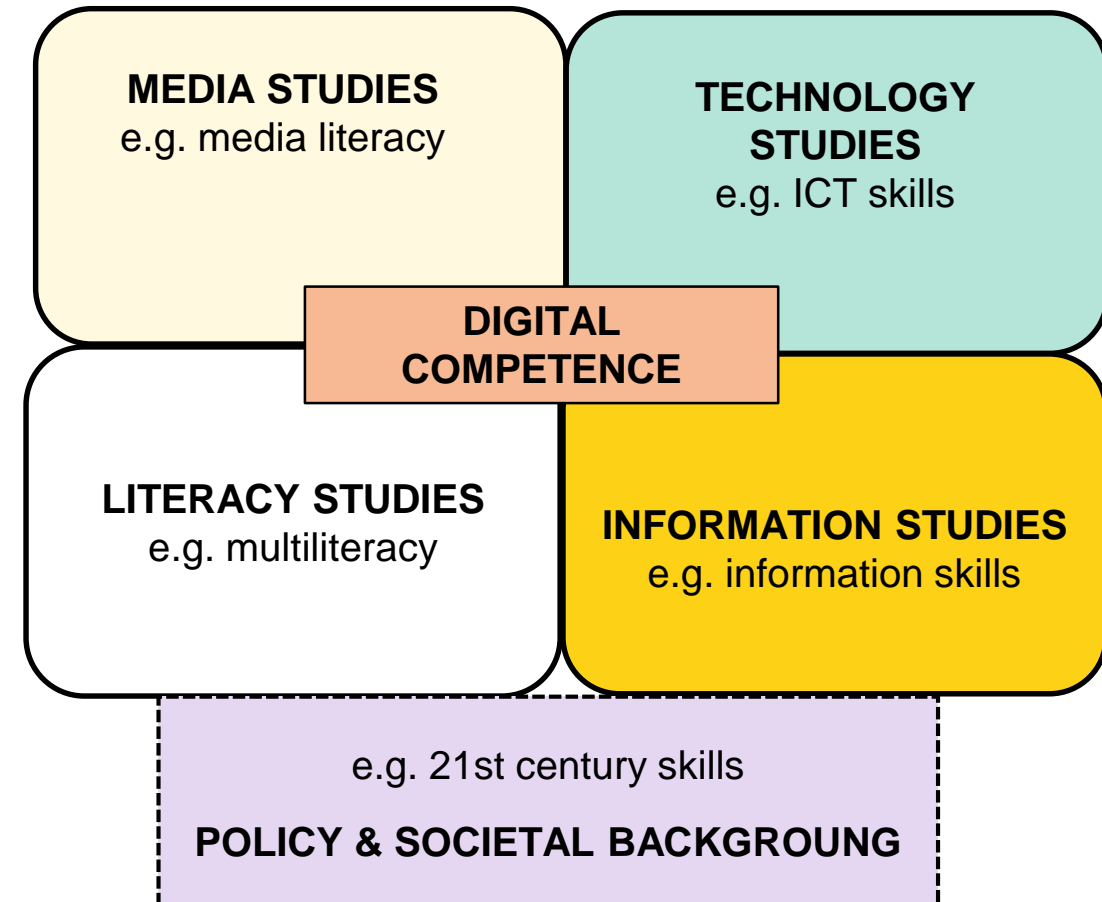 MEDIA STUDIES
e.g. media literacy
TECHNOLOGY
STUDIES
e.g. ICT skills
DIGITAL
COMPETENCE
LITERACY STUDIES
e.g. multiliteracy
INFORMATION STUDIES
e.g. information skills
e.g. 21st century skills
POLICY & SOCIETAL BACKGROUNG